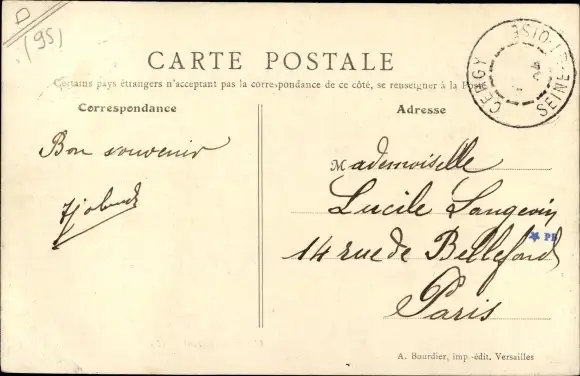 (95)
CARTE POSTALE
Certains pays étrangers n'acceptant pas la correspondance de ce côté, se renseigner à la Poste
Correspondance
Adresse
Bon souvenir
Mademoiselle
Lucile Langevin
14 rue de Bellefond
Paris
CERGY
SEINE-ET-OISE
PB
A. Bourdier, imp.-édit. Versailles